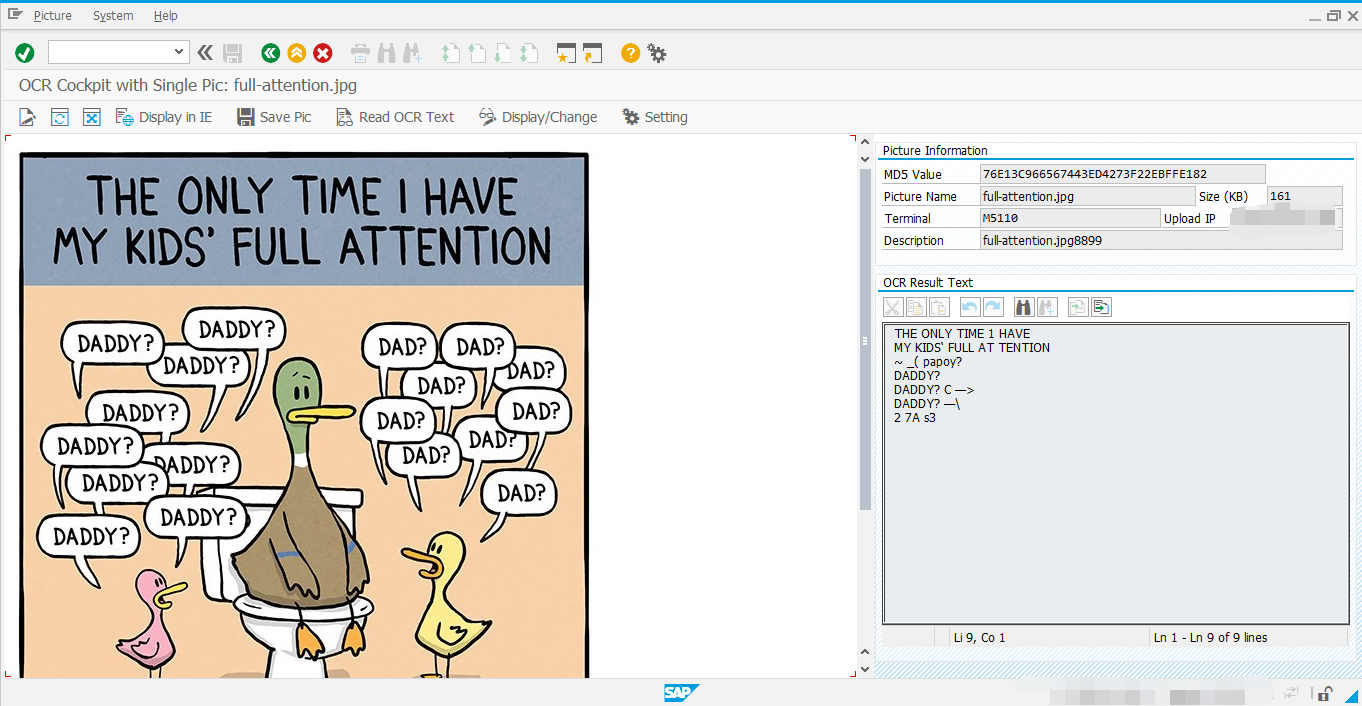 Picture System Help
OCR Cockpit with Single Pic: full-attention.jpg
Display in IE Save Pic Read OCR Text Display/Change Setting
THE ONLY TIME I HAVE
MY KIDS' FULL ATTENTION
DADDY?
DADDY?
DADDY?
DADDY?
DADDY?
DADDY?
DADDY?
DADDY?
DADDY?
DAD?
DAD?
DAD?
DAD?
DAD?
DAD?
DAD?
DAD?
DAD?
Picture Information
MD5 Value 76E13C966567443ED4273F22EBFFE182
Picture Name full-attention.jpg Size (KB) 161
Terminal M5110 Upload IP
Description full-attention.jpg8899
OCR Result Text
THE ONLY TIME 1 HAVE
MY KIDS‘ FULL AT TENTION
~ _( papoy?
DADDY?
DADDY? C —>
DADDY? —\
2 7A s3
Li 9, Co 1 Ln 1 - Ln 9 of 9 lines
SAP